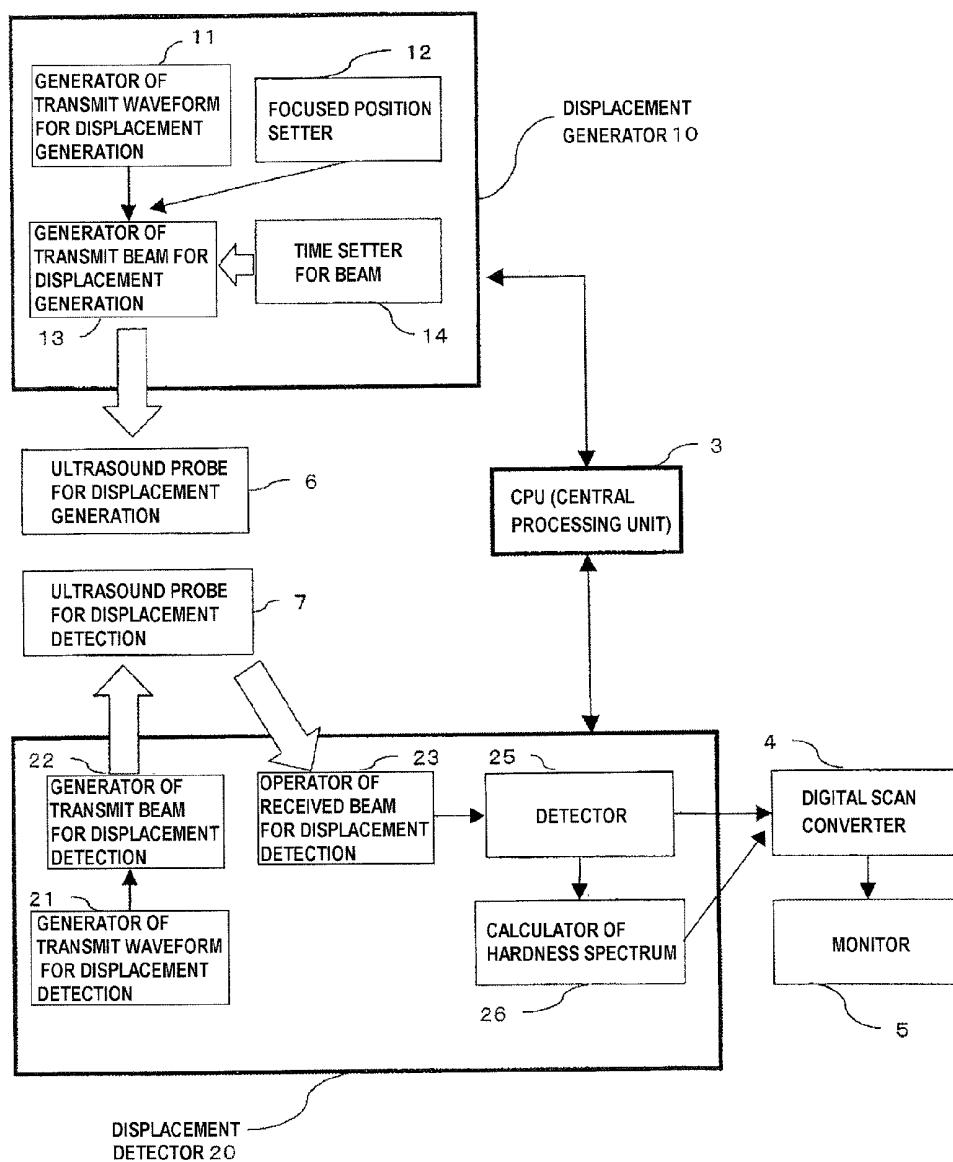 11
GENERATOR OF
TRANSMIT WAVEFORM
FOR DISPLACEMENT
GENERATION
12
FOCUSED POSITION
SETTER
DISPLACEMENT
GENERATOR 10
GENERATOR OF
TRANSMIT BEAM FOR
DISPLACEMENT
GENERATION
13
TIME SETTER
FOR BEAM
14
ULTRASOUND PROBE
FOR DISPLACEMENT
GENERATION
6
3
CPU (CENTRAL
PROCESSING UNIT)
ULTRASOUND PROBE
FOR DISPLACEMENT
DETECTION
7
22
GENERATOR OF
TRANSMIT BEAM
FOR DISPLACEMENT
DETECTION
23
OPERATOR OF
RECEIVED BEAM
FOR DISPLACEMENT
DETECTION
25
DETECTOR
4
DIGITAL SCAN
CONVERTER
21
GENERATOR OF
TRANSMIT WAVEFORM
FOR DISPLACEMENT
DETECTION
CALCULATOR OF
HARDNESS SPECTRUM
26
MONITOR
5
DISPLACEMENT
DETECTOR 20